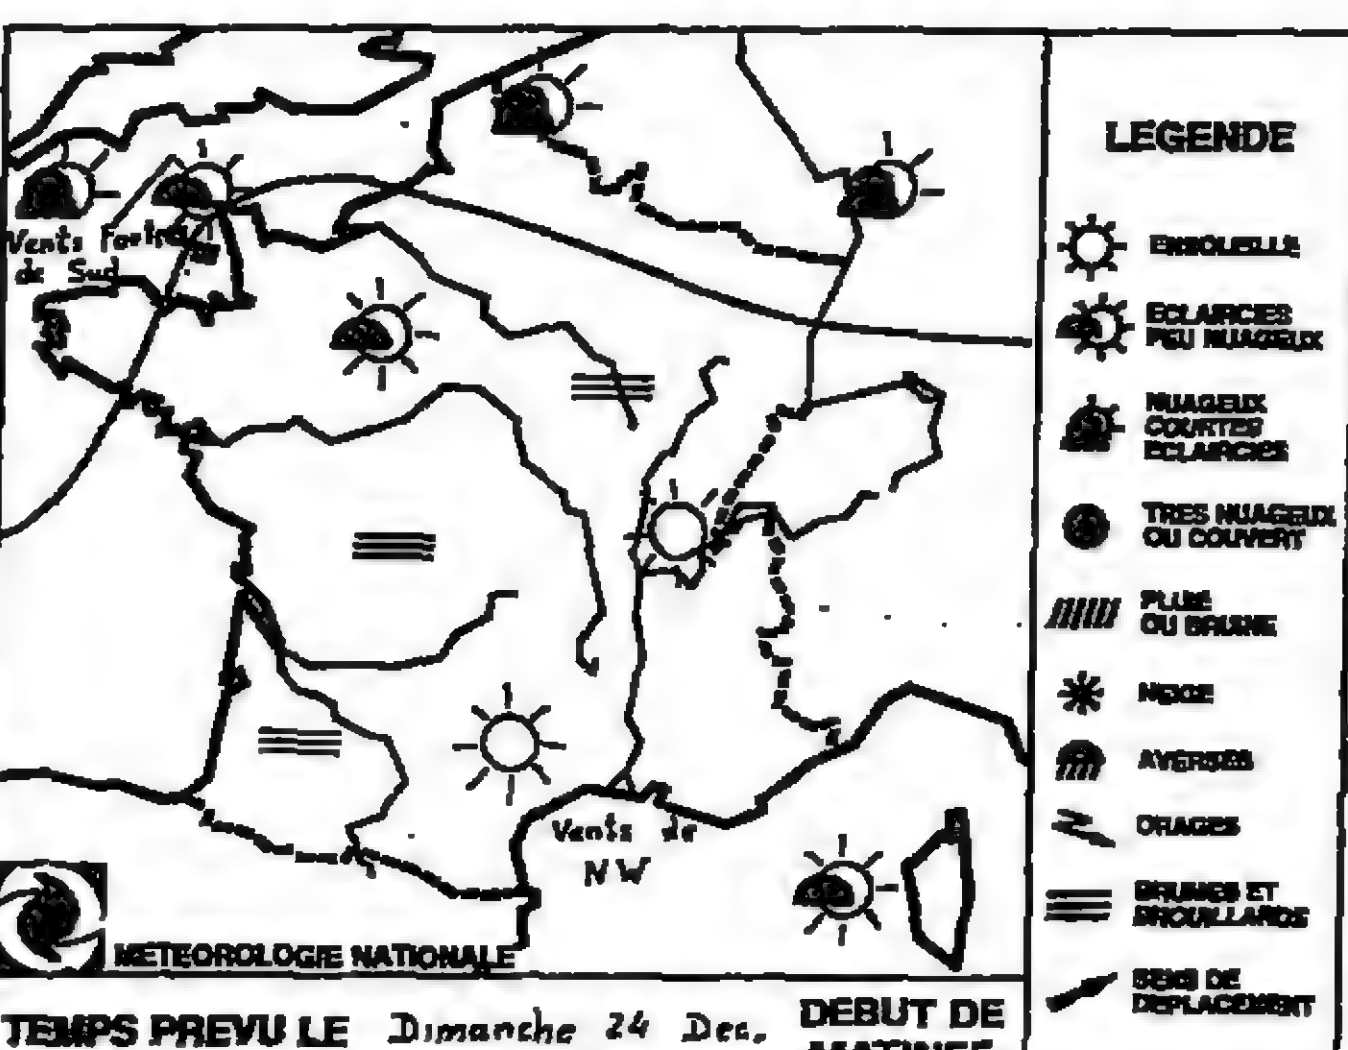 Vents forts
de Sud
Vents de
NW
METEOROLOGIE NATIONALE
TEMPS PREVU LE Dimanche 24 Dec.
DEBUT DE
MATINEE
LEGENDE
ENSOLEILLE
ECLAIRCIES
PEU NUAGEUX
NUAGEUX
COURTES
ECLAIRCIES
TRES NUAGEUX
OU COUVERT
PLUIE
OU BRUINE
NEIGE
AVERSES
ORAGES
BRUMES ET
BROUILLARDS
SENS DE
DEPLACEMENT